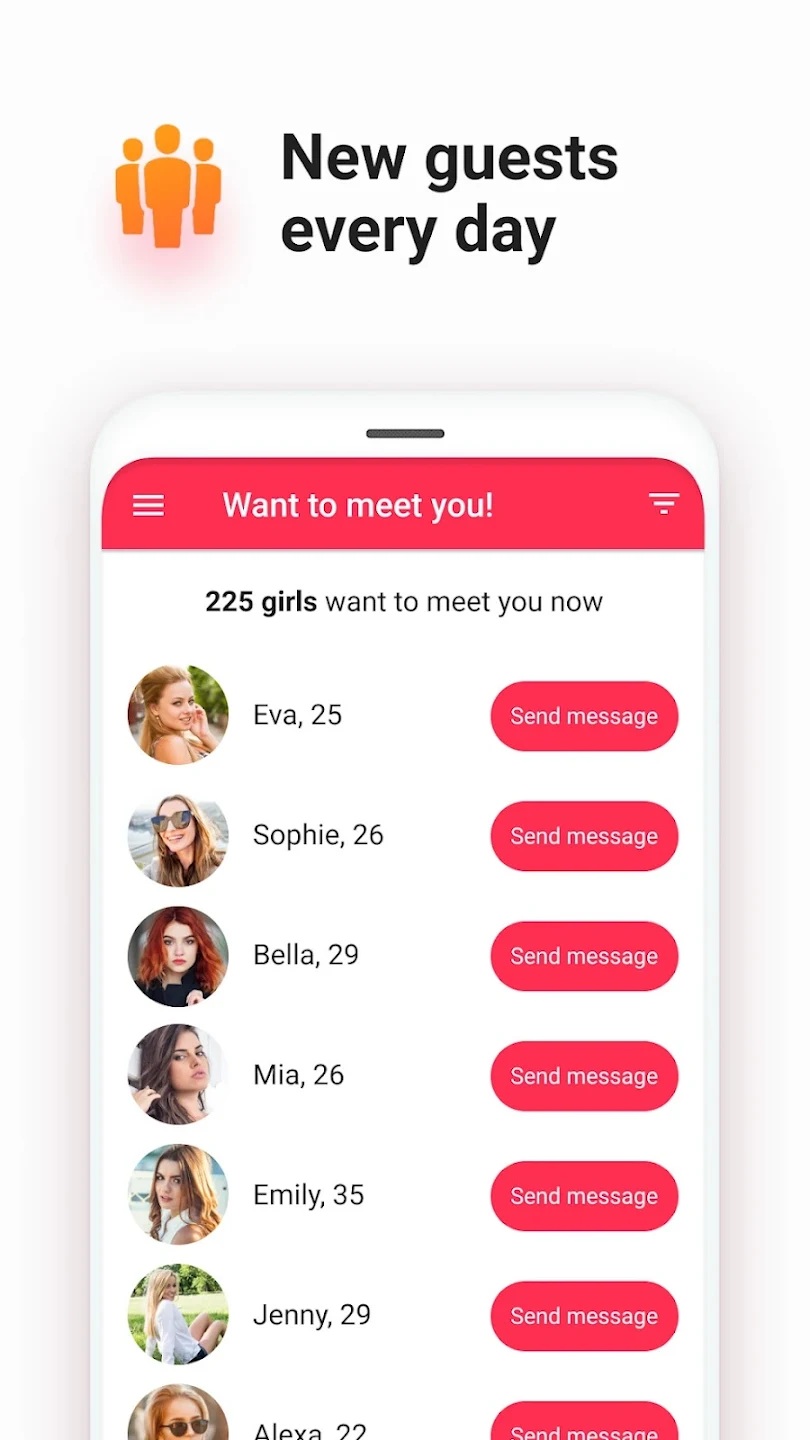 New guests
every day
Want to meet you!
225 girls want to meet you now
Eva, 25
Send message
Sophie, 26
Send message
Bella, 29
Send message
Mia, 26
Send message
Emily, 35
Send message
Jenny, 29
Send message
Alexa, 22
Send message